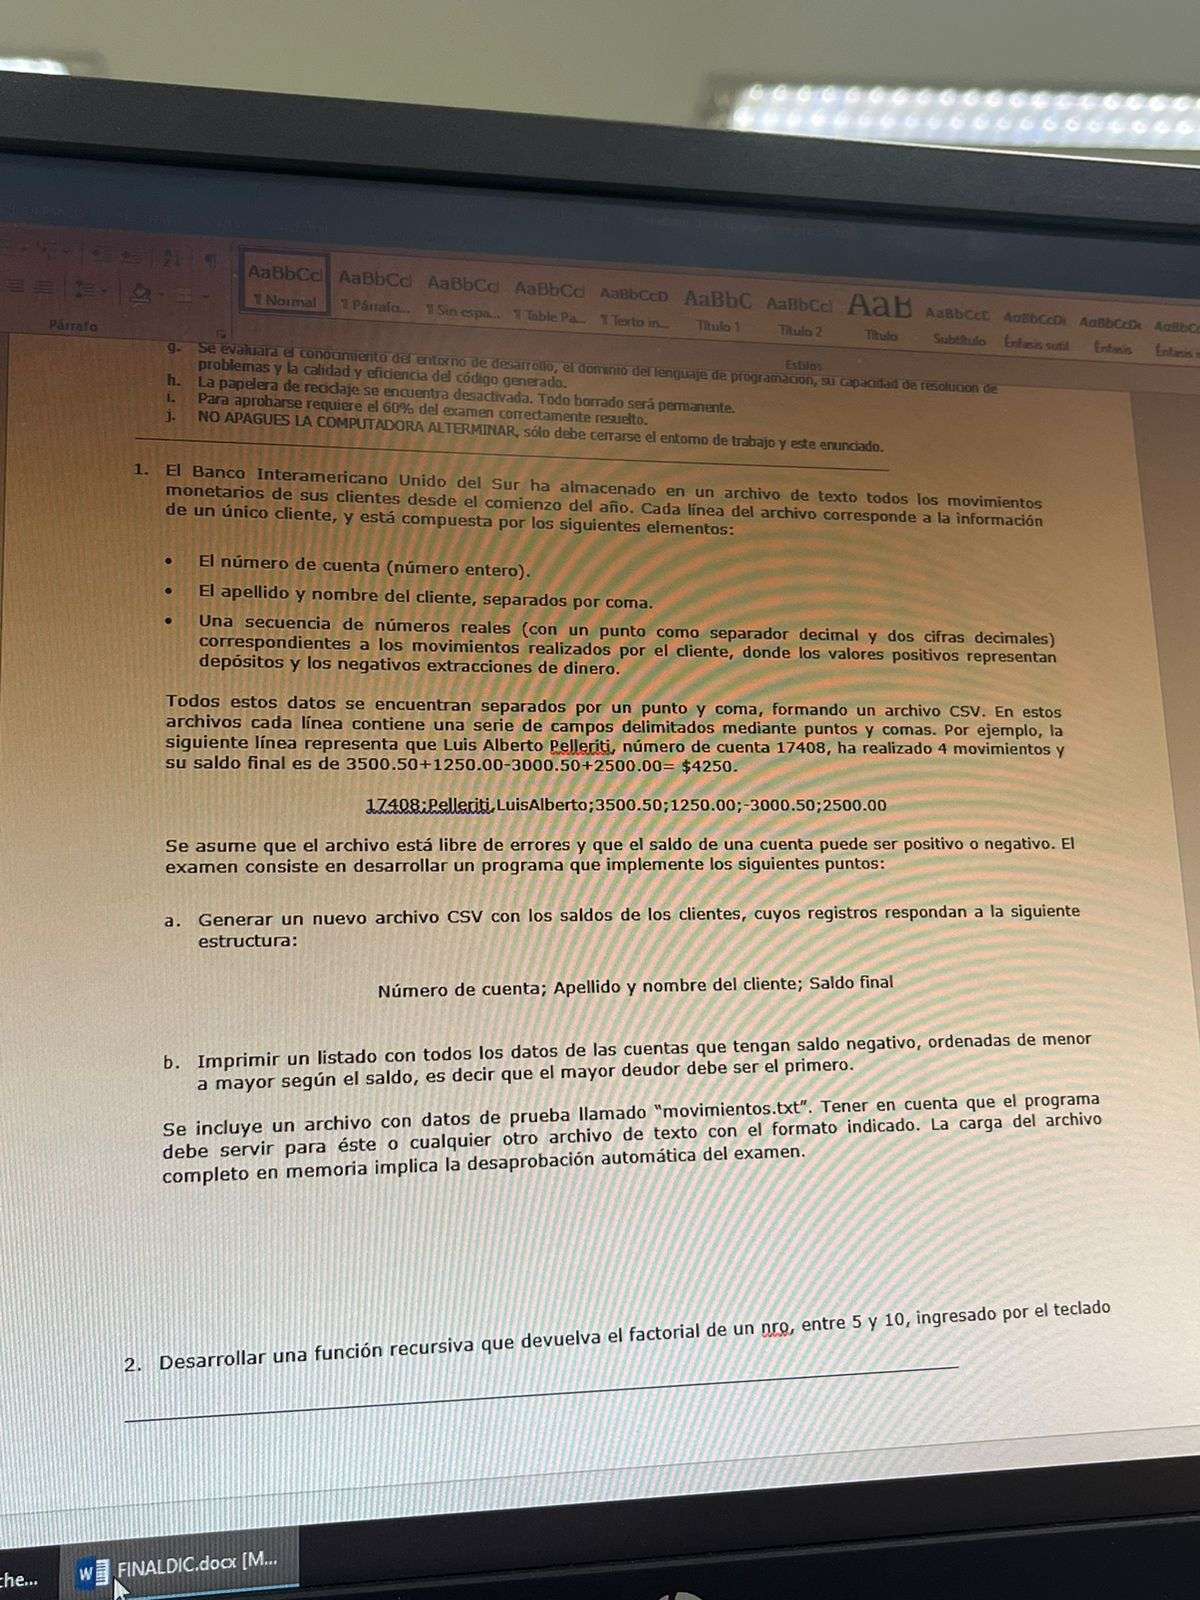 AaBbCcl AaBbCcl AaBbCcl AaBbCcl AaBbCcD AaBbC AaBbCcl AaB AaBbCcC AaBbCcDı AaBbCcDı AaBbCc
¶ Normal ¶ Párrafo... ¶ Sin espa... ¶ Table Pa... ¶ Texto in... Título 1 Título 2 Título Subtítulo Énfasis sutil Énfasis Énfasis
Párrafo
Estilos
g. Se evaluará el conocimiento del entorno de desarrollo, el dominio del lenguaje de programación, su capacidad de resolución de
problemas y la calidad y eficiencia del código generado.
h. La papelera de reciclaje se encuentra desactivada. Todo borrado será permanente.
i. Para aprobarse requiere el 60% del examen correctamente resuelto.
j. NO APAGUES LA COMPUTADORA ALTERMINAR, sólo debe cerrarse el entorno de trabajo y este enunciado.
1. El Banco Interamericano Unido del Sur ha almacenado en un archivo de texto todos los movimientos
monetarios de sus clientes desde el comienzo del año. Cada línea del archivo corresponde a la información
de un único cliente, y está compuesta por los siguientes elementos:
• El número de cuenta (número entero).
• El apellido y nombre del cliente, separados por coma.
• Una secuencia de números reales (con un punto como separador decimal y dos cifras decimales)
correspondientes a los movimientos realizados por el cliente, donde los valores positivos representan
depósitos y los negativos extracciones de dinero.
Todos estos datos se encuentran separados por un punto y coma, formando un archivo CSV. En estos
archivos cada línea contiene una serie de campos delimitados mediante puntos y comas. Por ejemplo, la
siguiente línea representa que Luis Alberto Pelleriti, número de cuenta 17408, ha realizado 4 movimientos y
su saldo final es de 3500.50+1250.00-3000.50+2500.00= $4250.
17408;Pelleriti,LuisAlberto;3500.50;1250.00;-3000.50;2500.00
Se asume que el archivo está libre de errores y que el saldo de una cuenta puede ser positivo o negativo. El
examen consiste en desarrollar un programa que implemente los siguientes puntos:
a. Generar un nuevo archivo CSV con los saldos de los clientes, cuyos registros respondan a la siguiente
estructura:
Número de cuenta; Apellido y nombre del cliente; Saldo final
b. Imprimir un listado con todos los datos de las cuentas que tengan saldo negativo, ordenadas de menor
a mayor según el saldo, es decir que el mayor deudor debe ser el primero.
Se incluye un archivo con datos de prueba llamado "movimientos.txt". Tener en cuenta que el programa
debe servir para éste o cualquier otro archivo de texto con el formato indicado. La carga del archivo
completo en memoria implica la desaprobación automática del examen.
2. Desarrollar una función recursiva que devuelva el factorial de un nro, entre 5 y 10, ingresado por el teclado
che...
FINALDIC.docx [M...